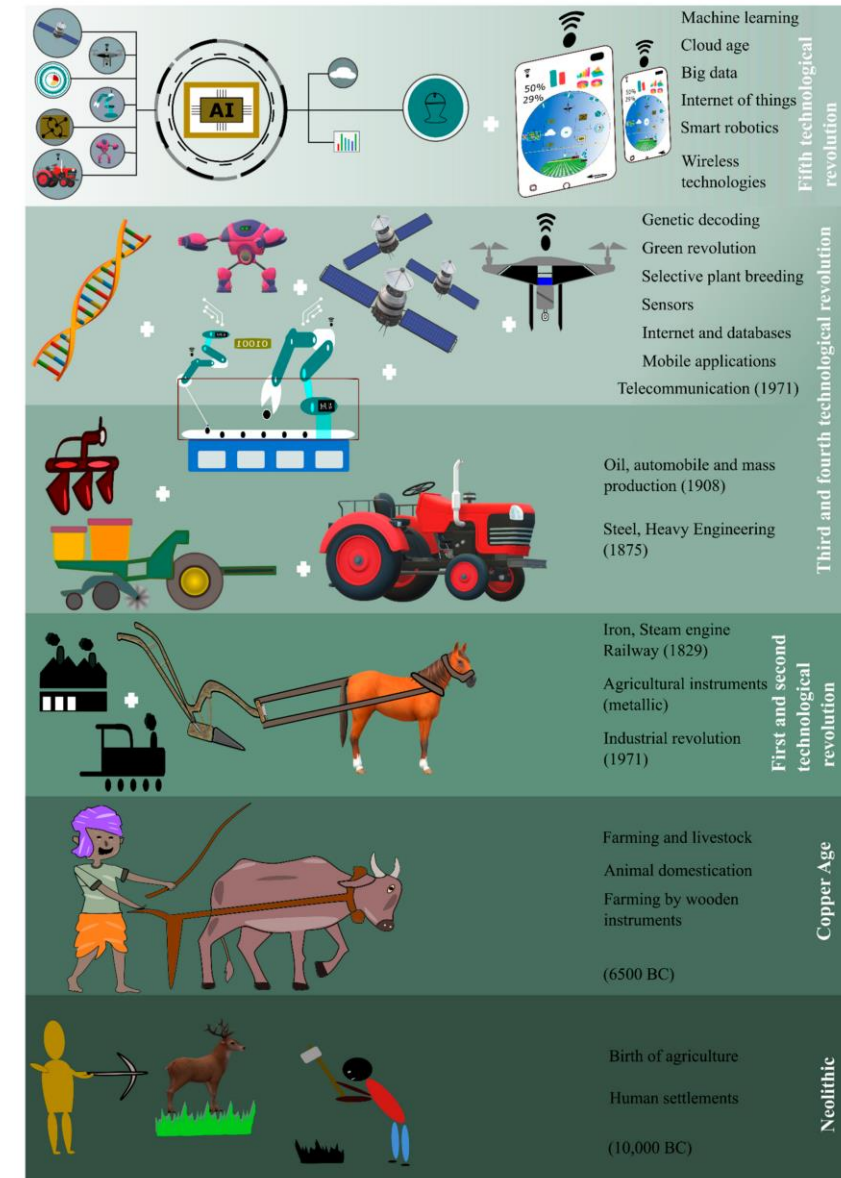 Machine learning
Cloud age
Big data
Internet of things
Smart robotics
Wireless
technologies
Fifth technological
revolution
AI
50%
29%
50%
29%
Genetic decoding
Green revolution
Selective plant breeding
Sensors
Internet and databases
Mobile applications
Telecommunication (1971)
10010
Oil, automobile and mass
production (1908)
Steel, Heavy Engineering
(1875)
Third and fourth technological revolution
Iron, Steam engine
Railway (1829)
Agricultural instruments
(metallic)
Industrial revolution
(1971)
First and second
technological
revolution
Farming and livestock
Animal domestication
Farming by wooden
instruments
(6500 BC)
Copper Age
Birth of agriculture
Human settlements
(10,000 BC)
Neolithic